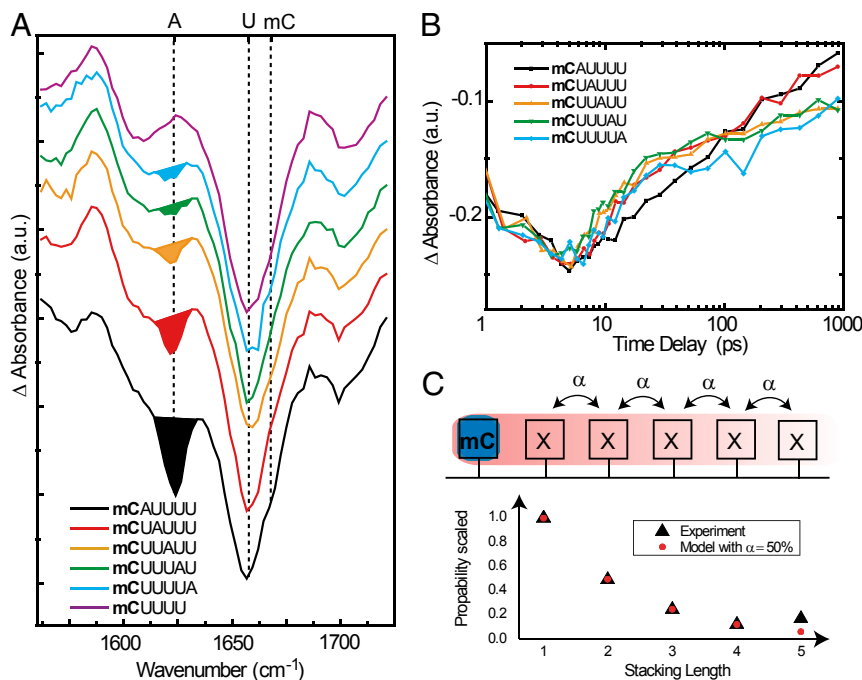 A
A U mC
Δ Absorbance (a.u.)
mCAUUUU
mCUAUUU
mCUUAUU
mCUUUAU
mCUUUUA
mCUUUU
1600 1650 1700
Wavenumber (cm⁻¹)
B
mCAUUUU
mCUAUUU
mCUUAUU
mCUUUAU
mCUUUUA
Δ Absorbance (a.u.)
-0.1
-0.2
1 10 100 1000
Time Delay (ps)
C
α α α α
mC X X X X X
Propability scaled
1.0
0.8
0.6
0.4
0.2
0.0
Experiment
Model with α = 50%
1 2 3 4 5
Stacking Length